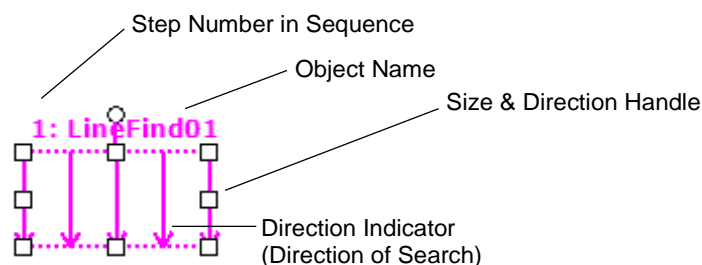 Step Number in Sequence
Object Name
Size & Direction Handle
1: LineFind01
Direction Indicator
(Direction of Search)